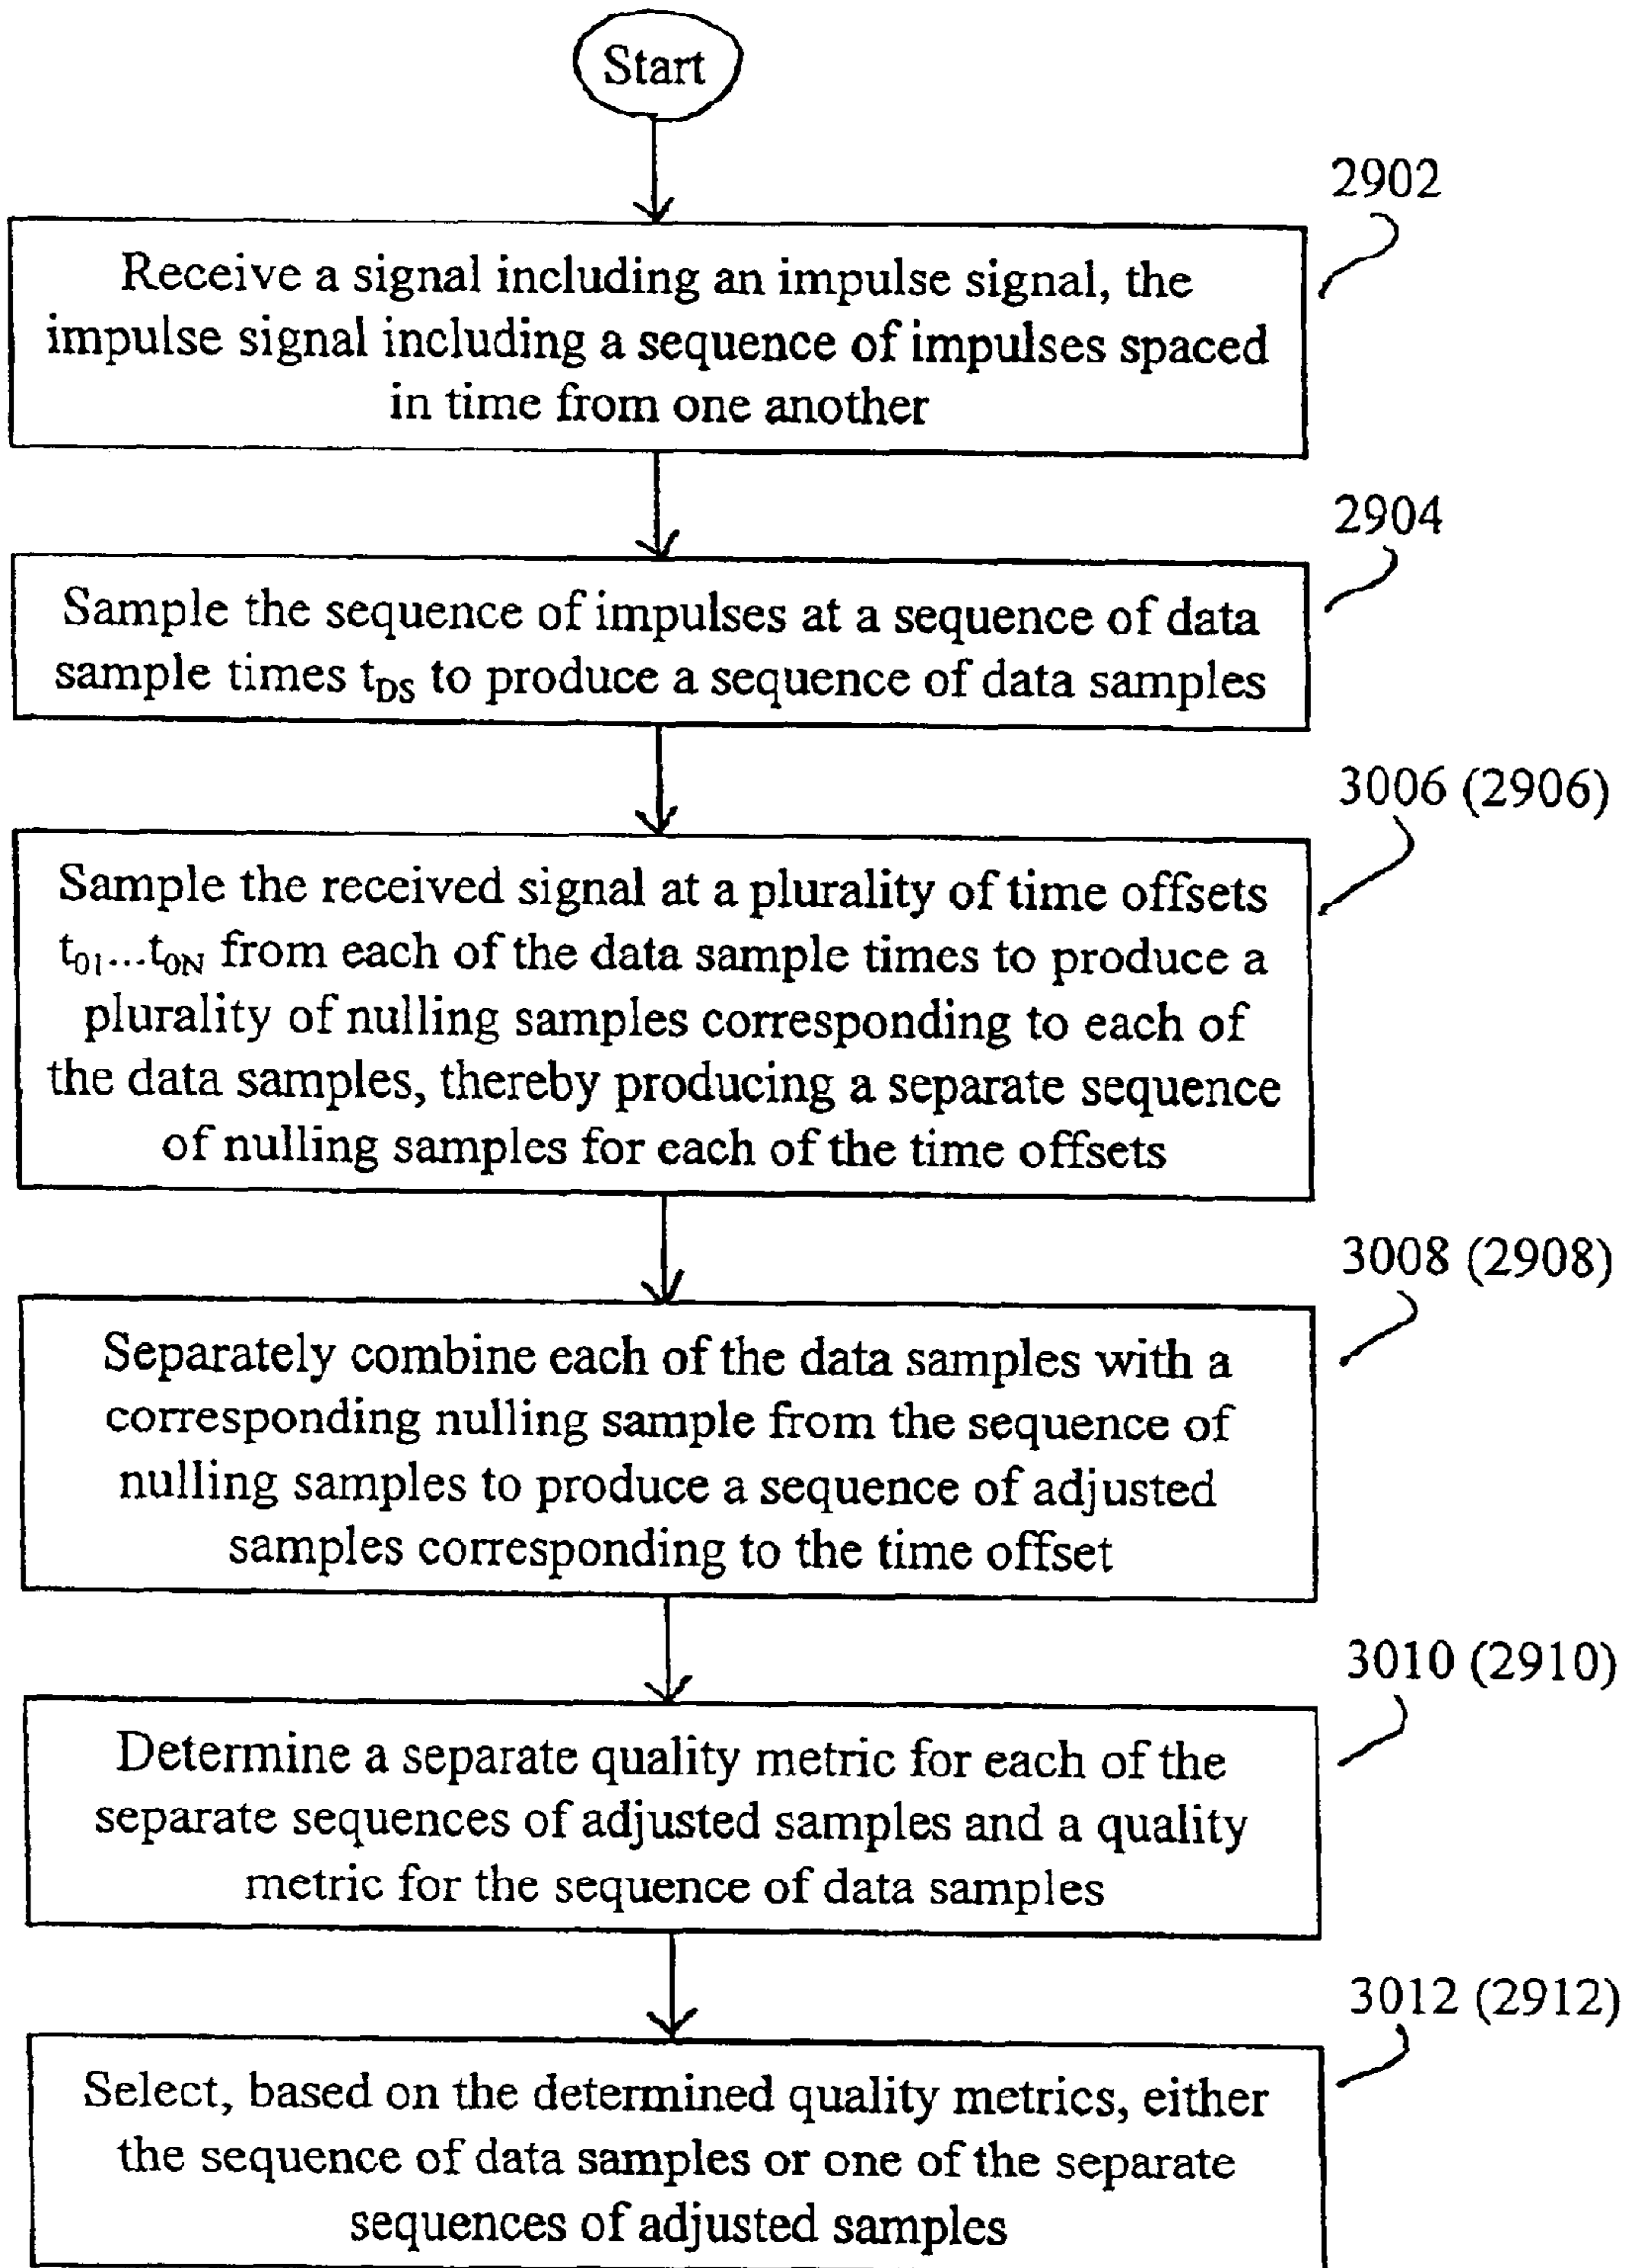 Start
2902
Receive a signal including an impulse signal, the
impulse signal including a sequence of impulses spaced
in time from one another
2904
Sample the sequence of impulses at a sequence of data
sample times tDS to produce a sequence of data samples
3006 (2906)
Sample the received signal at a plurality of time offsets
t01...t0N from each of the data sample times to produce a
plurality of nulling samples corresponding to each of
the data samples, thereby producing a separate sequence
of nulling samples for each of the time offsets
3008 (2908)
Separately combine each of the data samples with a
corresponding nulling sample from the sequence of
nulling samples to produce a sequence of adjusted
samples corresponding to the time offset
3010 (2910)
Determine a separate quality metric for each of the
separate sequences of adjusted samples and a quality
metric for the sequence of data samples
3012 (2912)
Select, based on the determined quality metrics, either
the sequence of data samples or one of the separate
sequences of adjusted samples